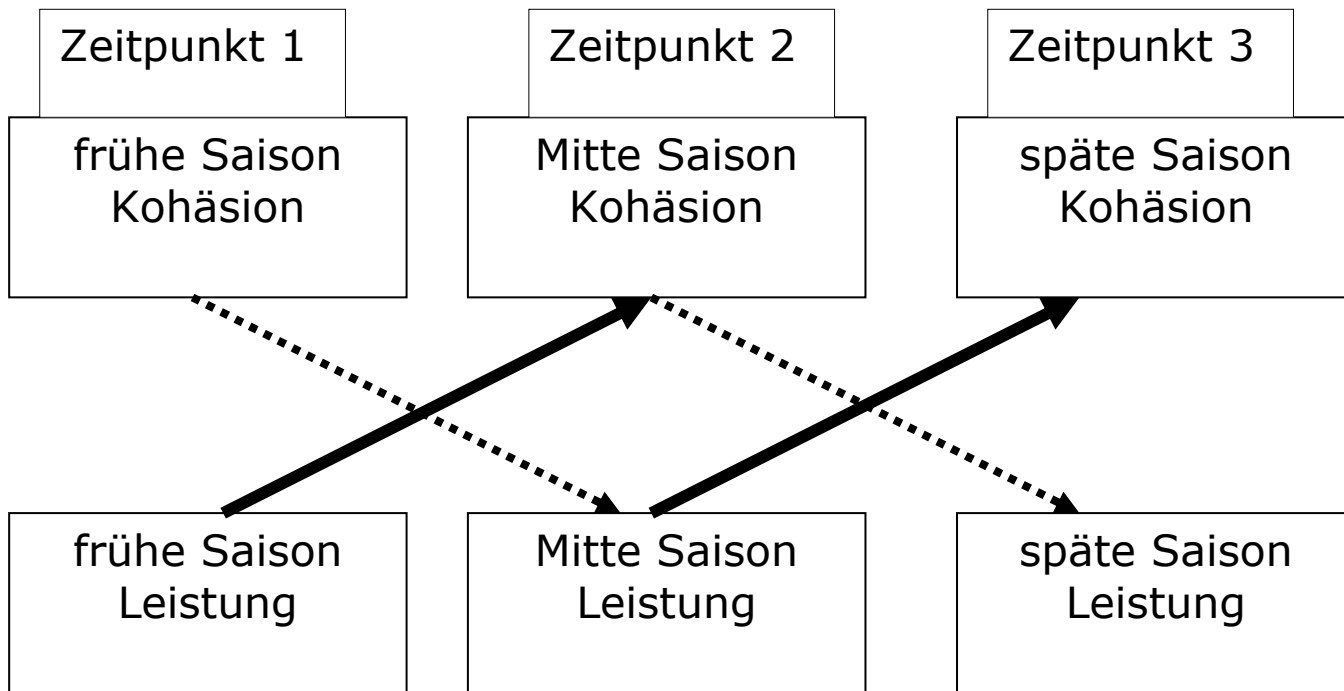 Zeitpunkt 1
Zeitpunkt 2
Zeitpunkt 3
frühe Saison
Kohäsion
Mitte Saison
Kohäsion
späte Saison
Kohäsion
frühe Saison
Leistung
Mitte Saison
Leistung
späte Saison
Leistung